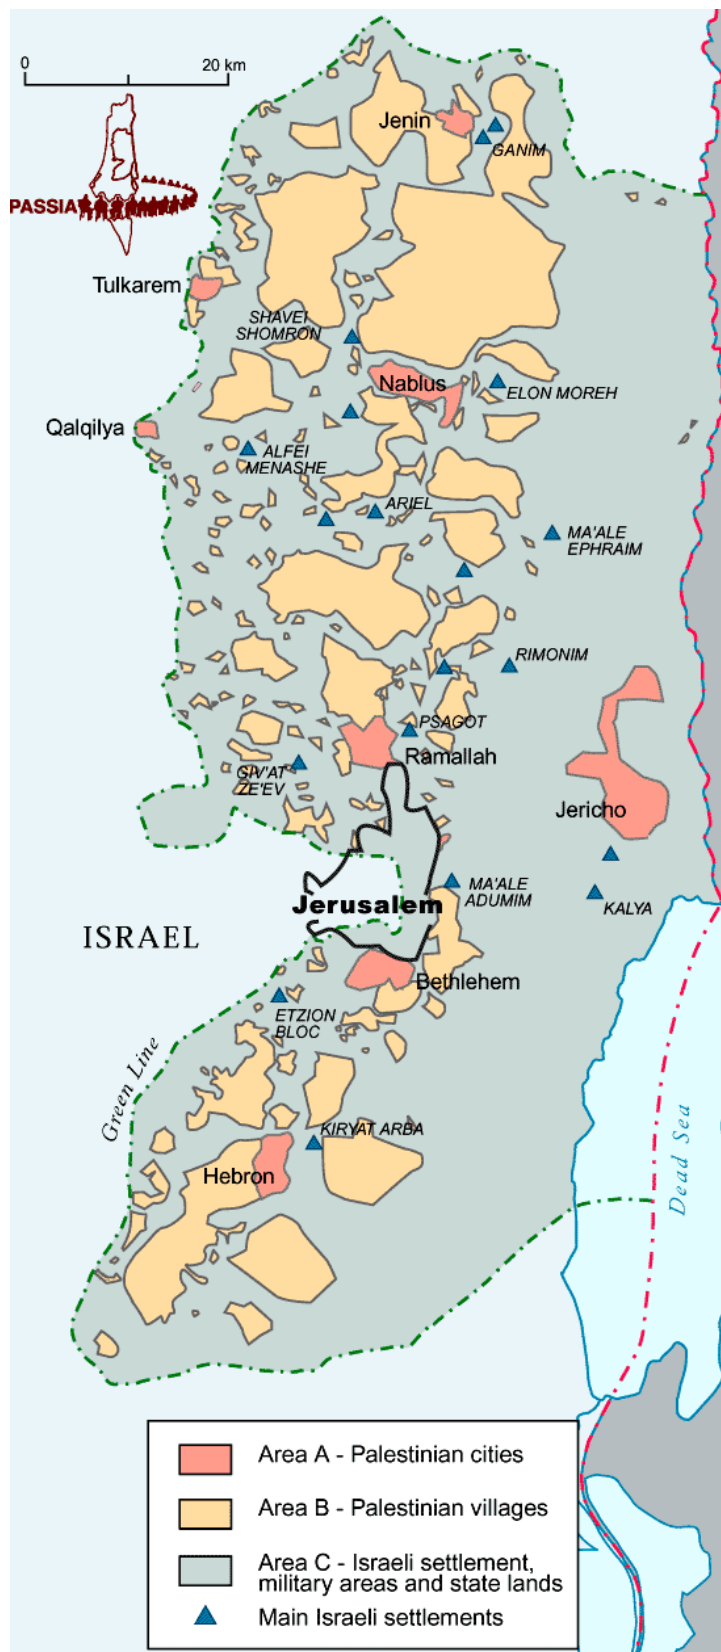 0 20 km
Jenin
GANIM
PASSIA
Tulkarem
SHAVEI
SHOMRON
Nablus
ELON MOREH
Qalqilya
ALFEI
MENASHE
ARIEL
MA'ALE
EPHRAIM
RIMONIM
PSAGOT
Ramallah
GIV'AT
ZE'EV
Jericho
MA'ALE
ADUMIM
KALYA
Jerusalem
ISRAEL
Bethlehem
ETZION
BLOC
Green Line
KIRYAT ARBA
Hebron
Dead Sea
Area A - Palestinian cities
Area B - Palestinian villages
Area C - Israeli settlement,
military areas and state lands
Main Israeli settlements